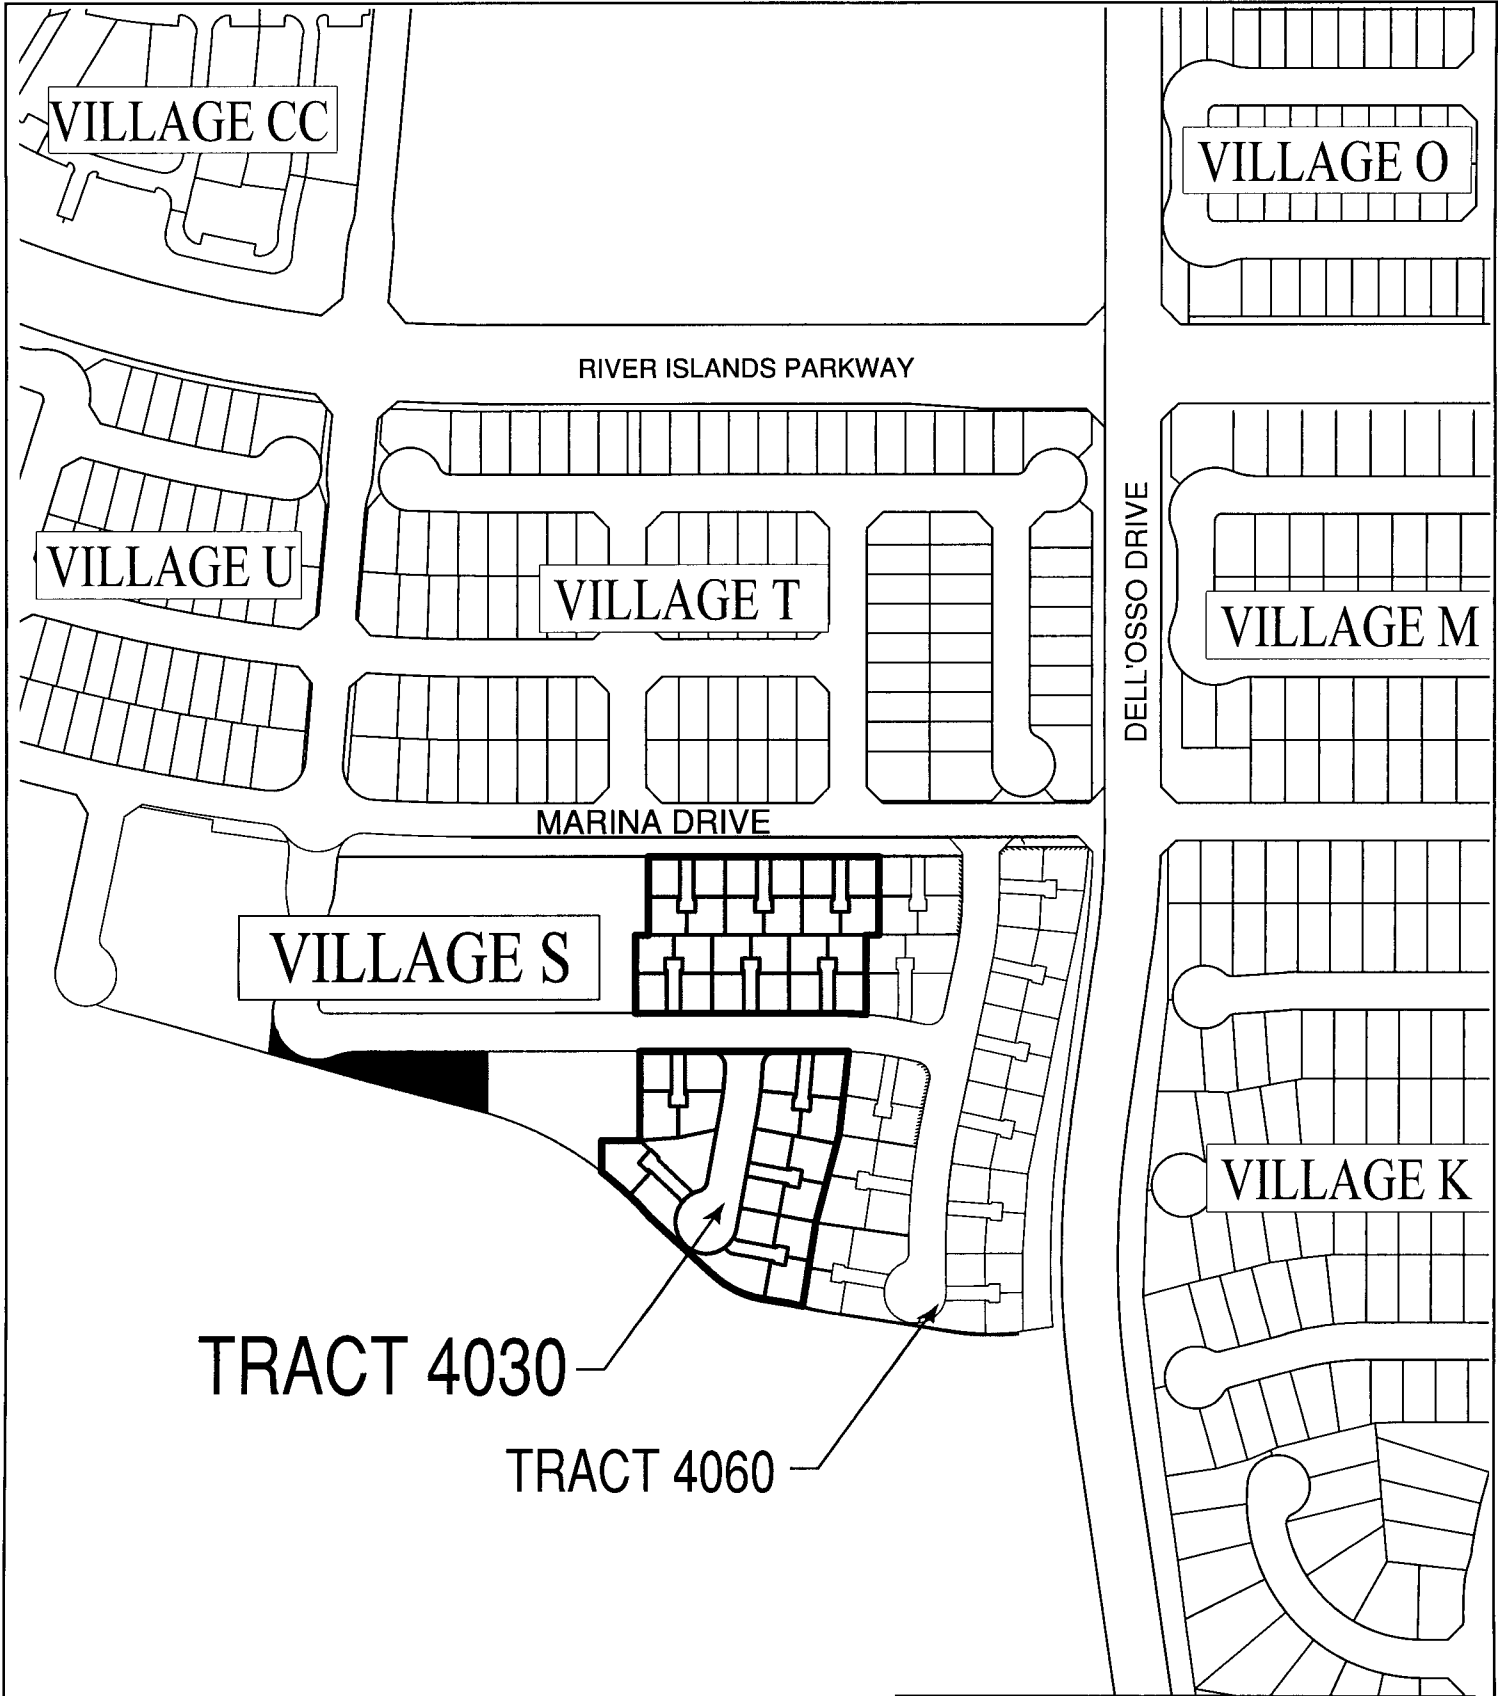 VILLAGE CC
VILLAGE O
RIVER ISLANDS PARKWAY
VILLAGE U
VILLAGE T
DELL'OSSO DRIVE
VILLAGE M
MARINA DRIVE
VILLAGE S
VILLAGE K
TRACT 4030
TRACT 4060